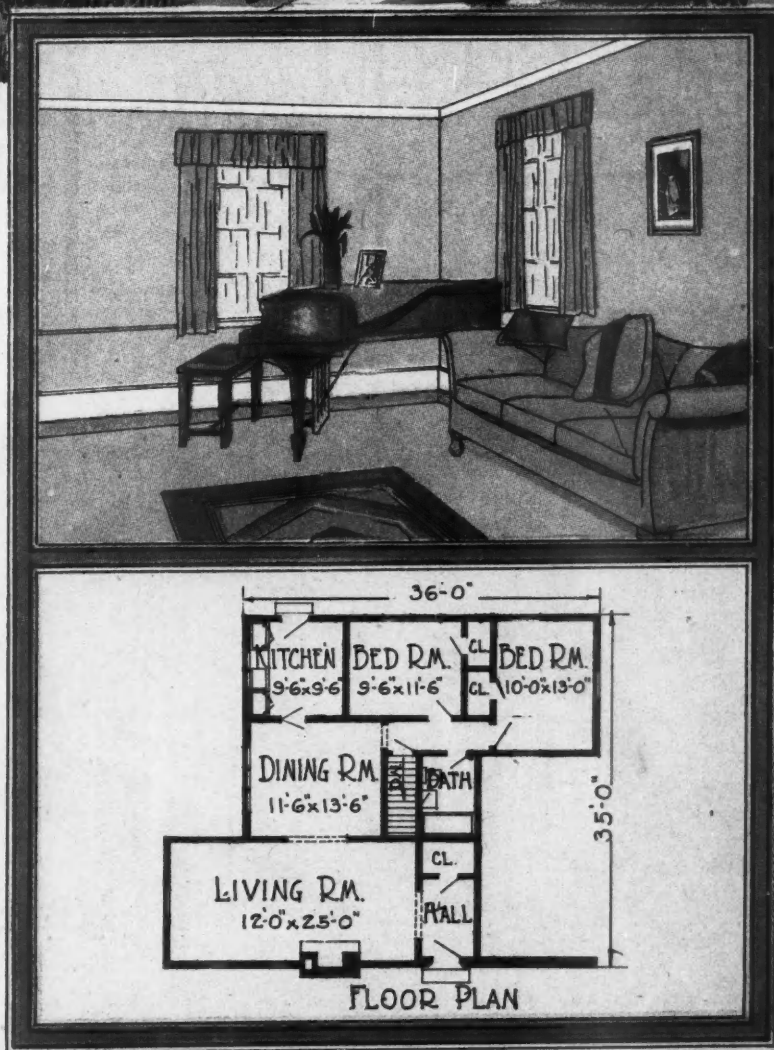 36'-0"
KITCHEN
9'-6"x9'-6"
BED RM.
9'-6"x11'-6"
CL.
CL.
BED RM.
10'-0"x13'-0"
DINING RM.
11'-6"x13'-6"
DN.
BATH
35'-0"
LIVING RM.
12'-0"x25'-0"
CL.
HALL
FLOOR PLAN